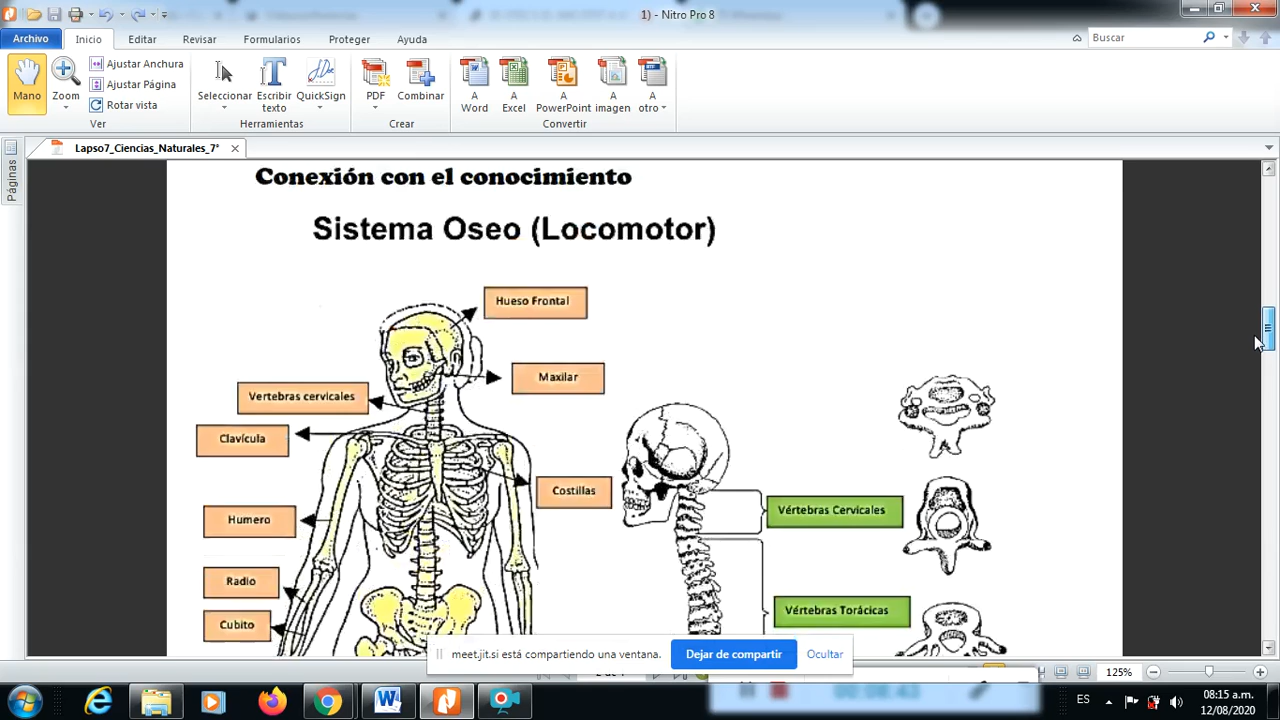 1) - Nitro Pro 8
Archivo
Inicio
Editar
Revisar
Formularios
Proteger
Ayuda
Buscar
Mano
Zoom
Ajustar Anchura
Ajustar Página
Rotar vista
Ver
Seleccionar
Escribir texto
QuickSign
Herramientas
PDF
Combinar
Crear
A Word
A Excel
A PowerPoint
A imagen
A otro
Convertir
Páginas
Lapso7_Ciencias_Naturales_7*
Conexión con el conocimiento
Sistema Oseo (Locomotor)
Hueso Frontal
Maxilar
Vertebras cervicales
Clavícula
Costillas
Humero
Radio
Cubito
Vértebras Cervicales
Vértebras Torácicas
meet.jit.si está compartiendo una ventana.
Dejar de compartir
Ocultar
125%
ES
08:15 a.m.
12/08/2020